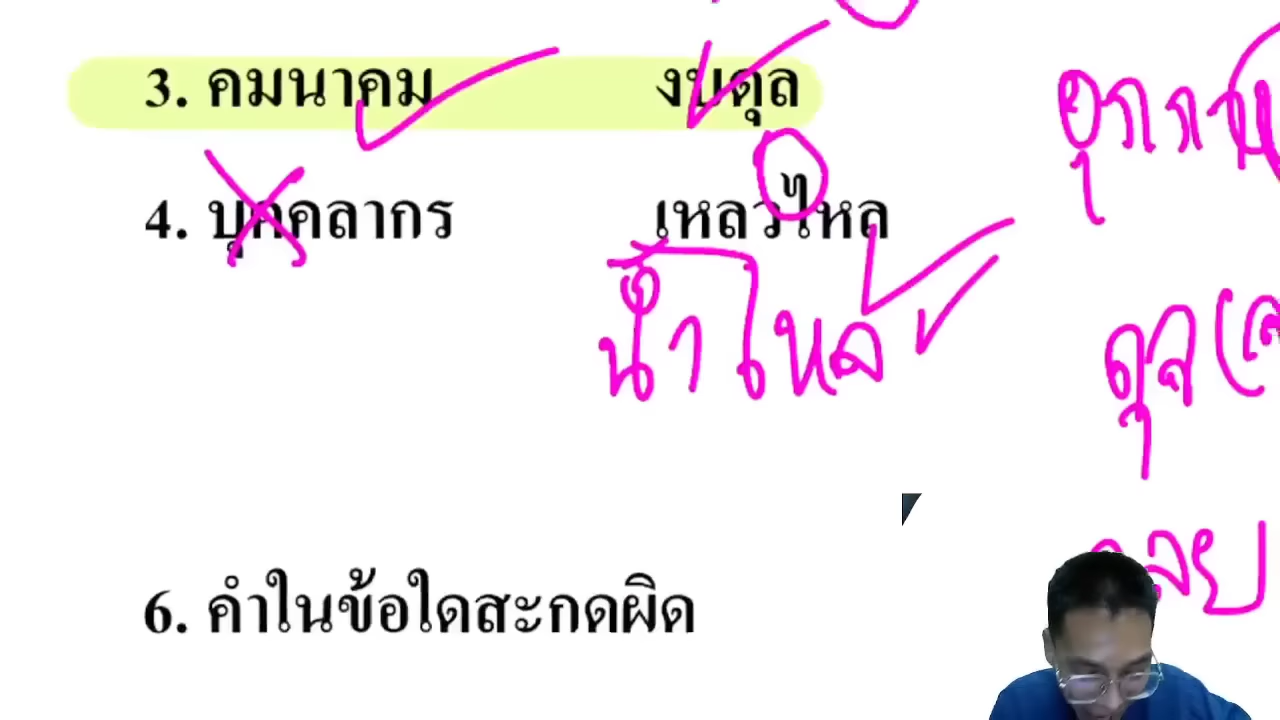 3. คมนาคม งบดุล
4. บุคคลากร เหลวไหล
น้ำไหล
ดุล
6. คำในข้อใดสะกดผิด